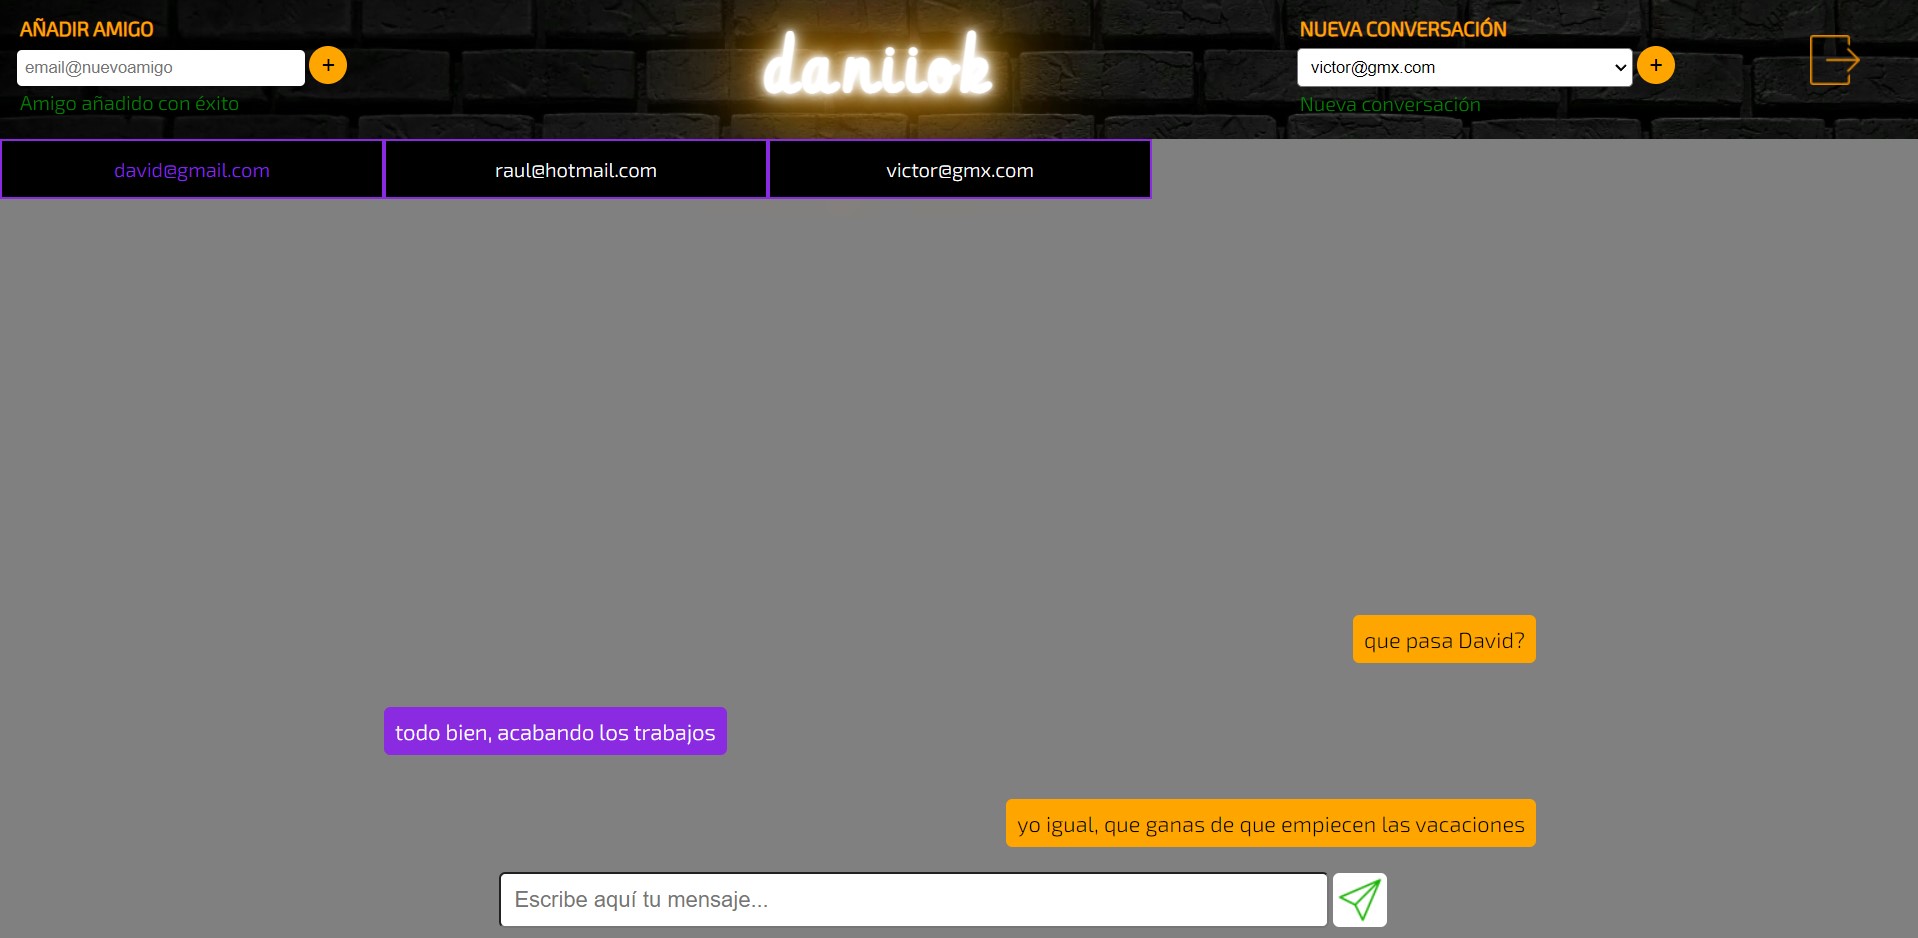 AÑADIR AMIGO
email@nuevoamigo
+
Amigo añadido con éxito
daniiok
NUEVA CONVERSACIÓN
victor@gmx.com
+
Nueva conversación
david@gmail.com
raul@hotmail.com
victor@gmx.com
que pasa David?
todo bien, acabando los trabajos
yo igual, que ganas de que empiecen las vacaciones
Escribe aquí tu mensaje...